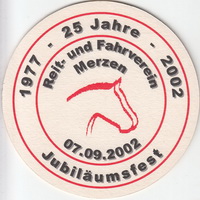 1977 - 25 Jahre - 2002
Reit- und Fahrverein
Merzen
07.09.2002
Jubiläumsfest